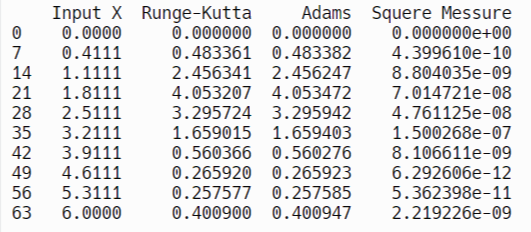 Input X Runge-Kutta Adams Squere Messure
0 0.0000 0.000000 0.000000 0.000000e+00
7 0.4111 0.483361 0.483382 4.399610e-10
14 1.1111 2.456341 2.456247 8.804035e-09
21 1.8111 4.053207 4.053472 7.014721e-08
28 2.5111 3.295724 3.295942 4.761125e-08
35 3.2111 1.659015 1.659403 1.500268e-07
42 3.9111 0.560366 0.560276 8.106611e-09
49 4.6111 0.265920 0.265923 6.292606e-12
56 5.3111 0.257577 0.257585 5.362398e-11
63 6.0000 0.400900 0.400947 2.219226e-09